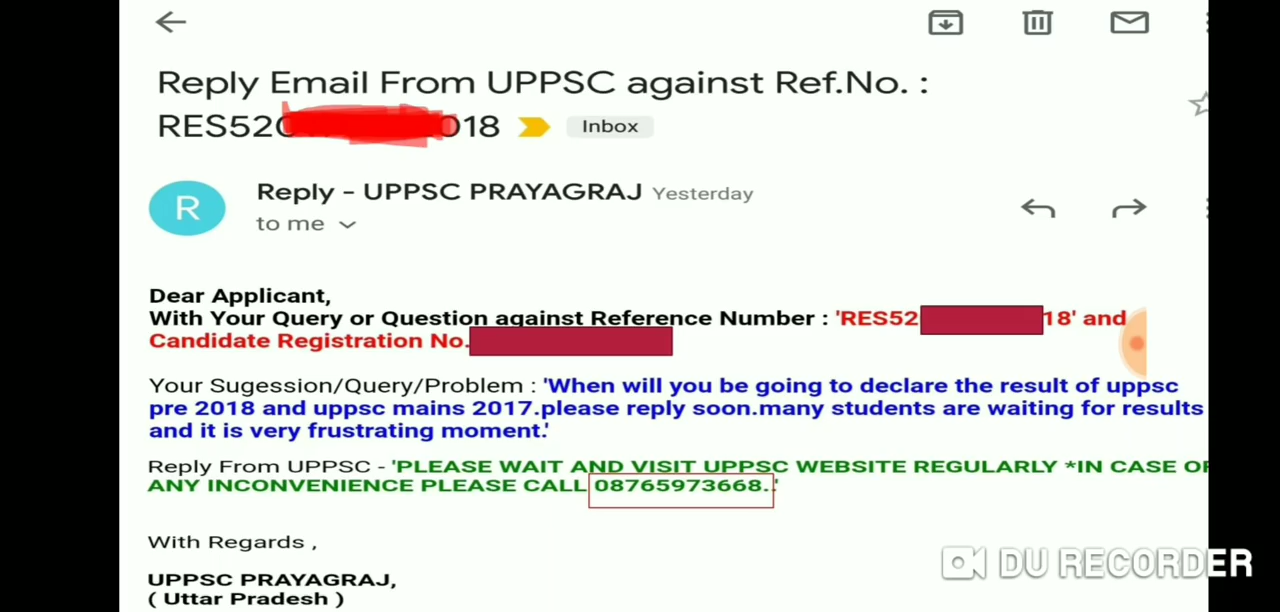 Reply Email From UPPSC against Ref.No. :
RES52 018 Inbox
R
Reply - UPPSC PRAYAGRAJ Yesterday
to me
Dear Applicant,
With Your Query or Question against Reference Number : 'RES52 18' and
Candidate Registration No.
Your Sugession/Query/Problem : 'When will you be going to declare the result of uppsc
pre 2018 and uppsc mains 2017.please reply soon.many students are waiting for results
and it is very frustrating moment.'
Reply From UPPSC - 'PLEASE WAIT AND VISIT UPPSC WEBSITE REGULARLY *IN CASE OF
ANY INCONVENIENCE PLEASE CALL 08765973668..'
With Regards ,
UPPSC PRAYAGRAJ,
( Uttar Pradesh )
DU RECORDER